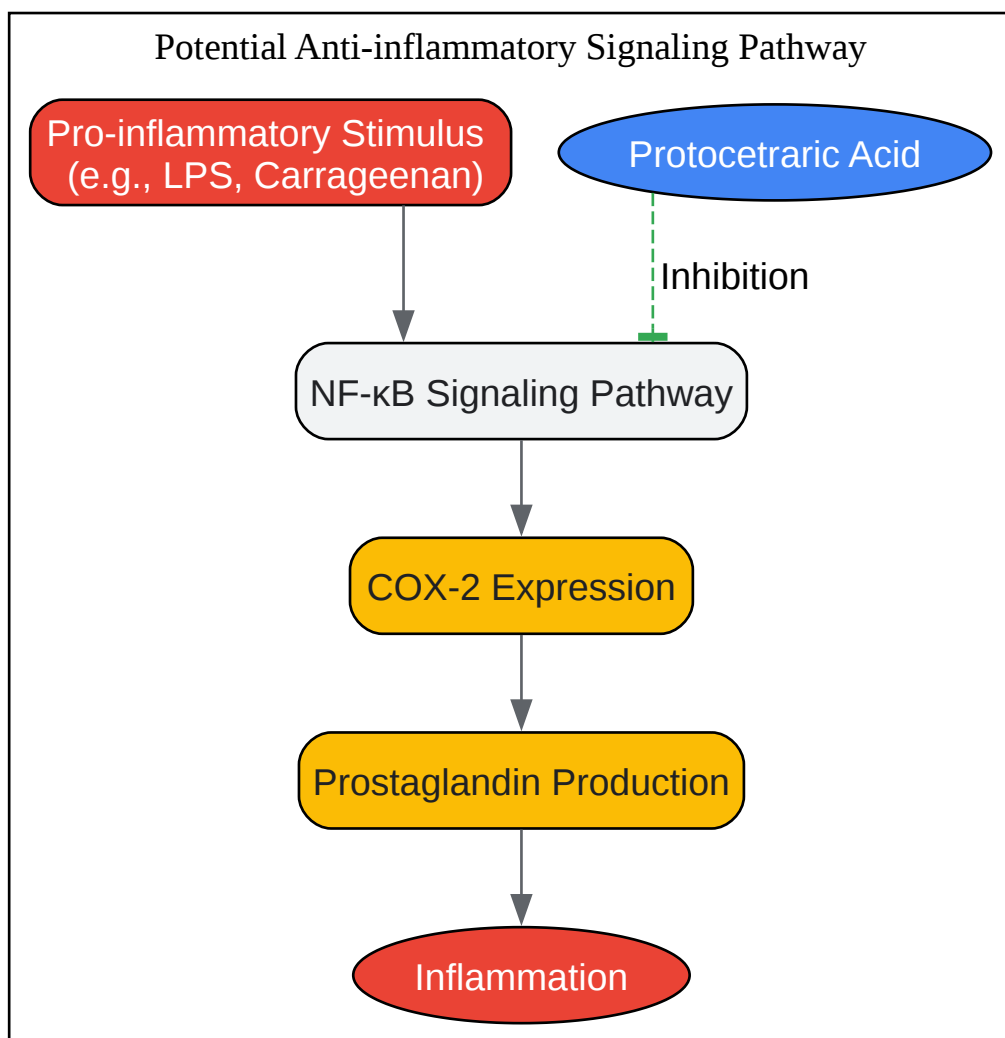 Potential Anti-inflammatory Signaling Pathway
Pro-inflammatory Stimulus
(e.g., LPS, Carrageenan)
Protocetraric Acid
Inhibition
NF-κB Signaling Pathway
COX-2 Expression
Prostaglandin Production
Inflammation